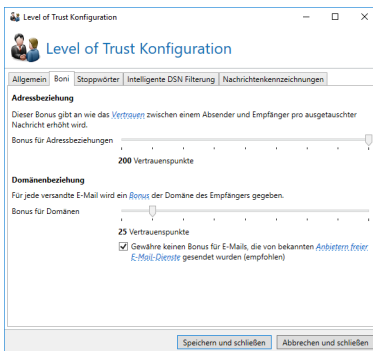 Level of Trust Konfiguration
Level of Trust Konfiguration
Allgemein Boni Stoppwörter Intelligente DSN Filterung Nachrichtenkennzeichnungen
Adressbeziehung
Dieser Bonus gibt an wie das Vertrauen zwischen einem Absender und Empfänger pro ausgetauschter
Nachricht erhöht wird.
Bonus für Adressbeziehungen
200 Vertrauenspunkte
Domänenbeziehung
Für jede versandte E-Mail wird ein Bonus der Domäne des Empfängers gegeben.
Bonus für Domänen
25 Vertrauenspunkte
Gewähre keinen Bonus für E-Mails, die von bekannten Anbietern freier
E-Mail-Dienste gesendet wurden (empfohlen)
Speichern und schließen Abbrechen und schließen